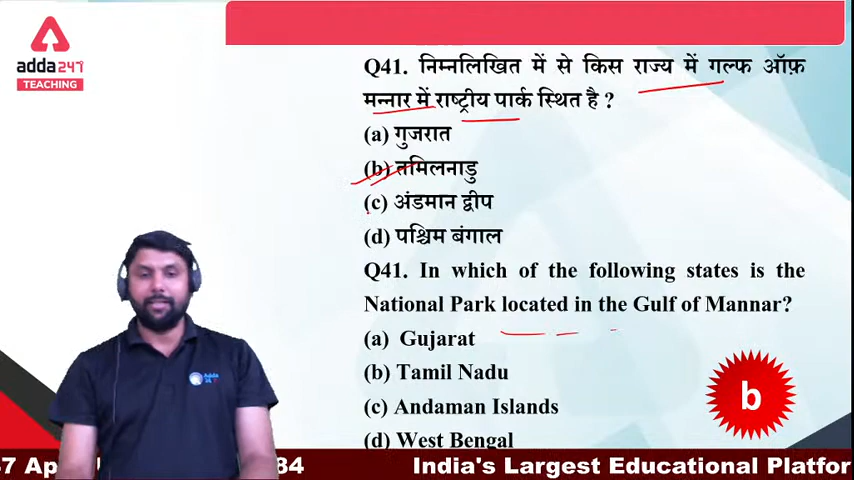 adda247
TEACHING
Q41. निम्नलिखित में से किस राज्य में गल्फ ऑफ़
मन्नार में राष्ट्रीय पार्क स्थित है ?
(a) गुजरात
(b) तमिलनाडु
(c) अंडमान द्वीप
(d) पश्चिम बंगाल
Q41. In which of the following states is the
National Park located in the Gulf of Mannar?
(a) Gujarat
(b) Tamil Nadu
(c) Andaman Islands
(d) West Bengal
b
84 India's Largest Educational Platfor